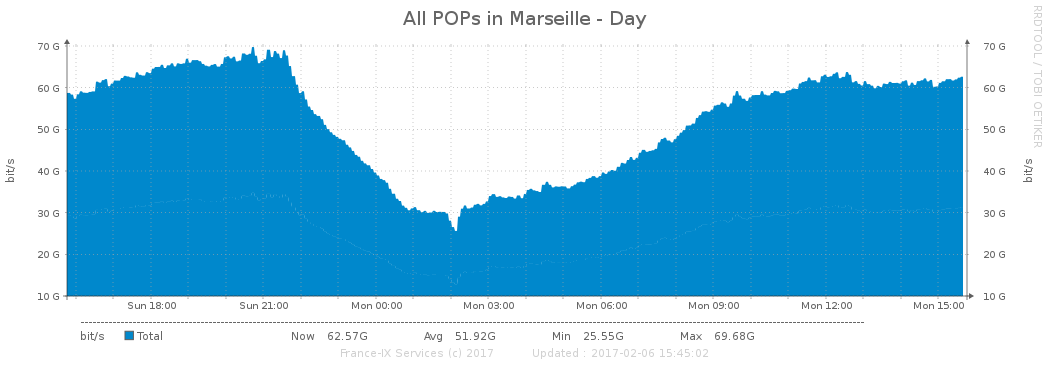 All POPs in Marseille - Day
RRDTOOL / TOBI OETIKER
70 G 70 G
60 G 60 G
50 G 50 G
40 G 40 G
30 G 30 G
20 G 20 G
10 G 10 G
bit/s
bit/s
Sun 18:00 Sun 21:00 Mon 00:00 Mon 03:00 Mon 06:00 Mon 09:00 Mon 12:00 Mon 15:00
bit/s Total Now 62.57G Avg 51.92G Min 25.55G Max 69.68G
France-IX Services (c) 2017 Updated : 2017-02-06 15:45:02